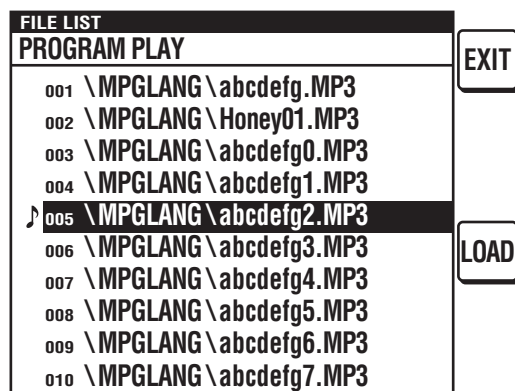 FILE LIST
PROGRAM PLAY
EXIT
001 \MPGLANG\abcdefg.MP3
002 \MPGLANG\Honey01.MP3
003 \MPGLANG\abcdefg0.MP3
004 \MPGLANG\abcdefg1.MP3
♪ 005 \MPGLANG\abcdefg2.MP3
006 \MPGLANG\abcdefg3.MP3
LOAD
007 \MPGLANG\abcdefg4.MP3
008 \MPGLANG\abcdefg5.MP3
009 \MPGLANG\abcdefg6.MP3
010 \MPGLANG\abcdefg7.MP3